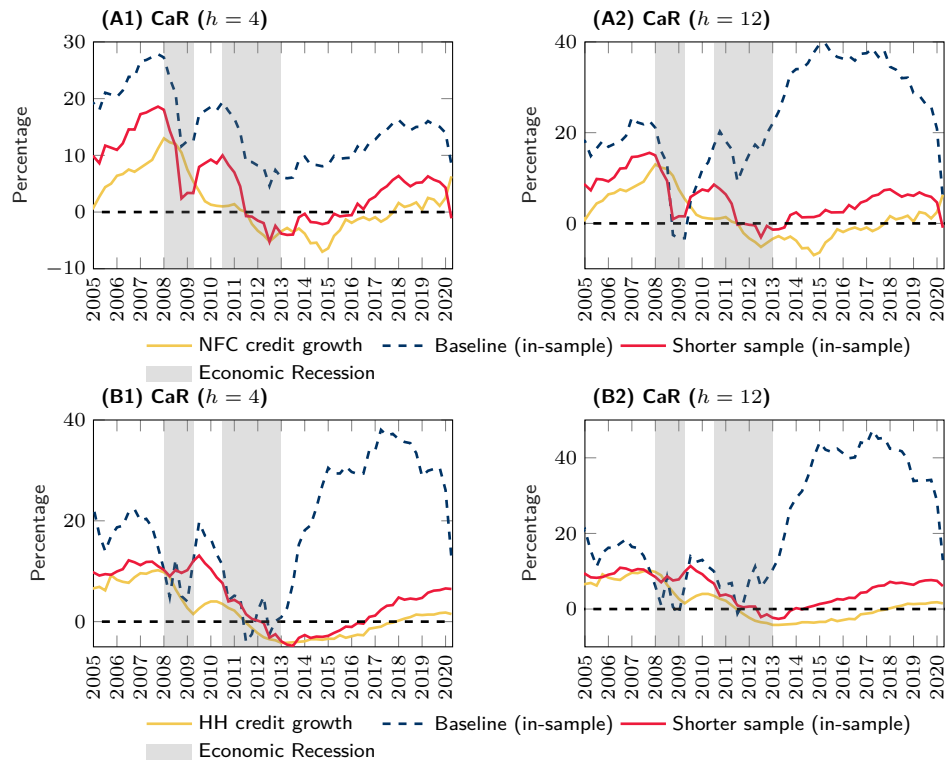 (A1) CaR (h = 4)
(A2) CaR (h = 12)
Percentage
30
20
10
0
−10
2005 2006 2007 2008 2009 2010 2011 2012 2013 2014 2015 2016 2017 2018 2019 2020
Percentage
40
20
0
2005 2006 2007 2008 2009 2010 2011 2012 2013 2014 2015 2016 2017 2018 2019 2020
NFC credit growth Baseline (in-sample) Shorter sample (in-sample)
Economic Recession
(B1) CaR (h = 4)
(B2) CaR (h = 12)
Percentage
40
20
0
2005 2006 2007 2008 2009 2010 2011 2012 2013 2014 2015 2016 2017 2018 2019 2020
Percentage
40
20
0
2005 2006 2007 2008 2009 2010 2011 2012 2013 2014 2015 2016 2017 2018 2019 2020
HH credit growth Baseline (in-sample) Shorter sample (in-sample)
Economic Recession